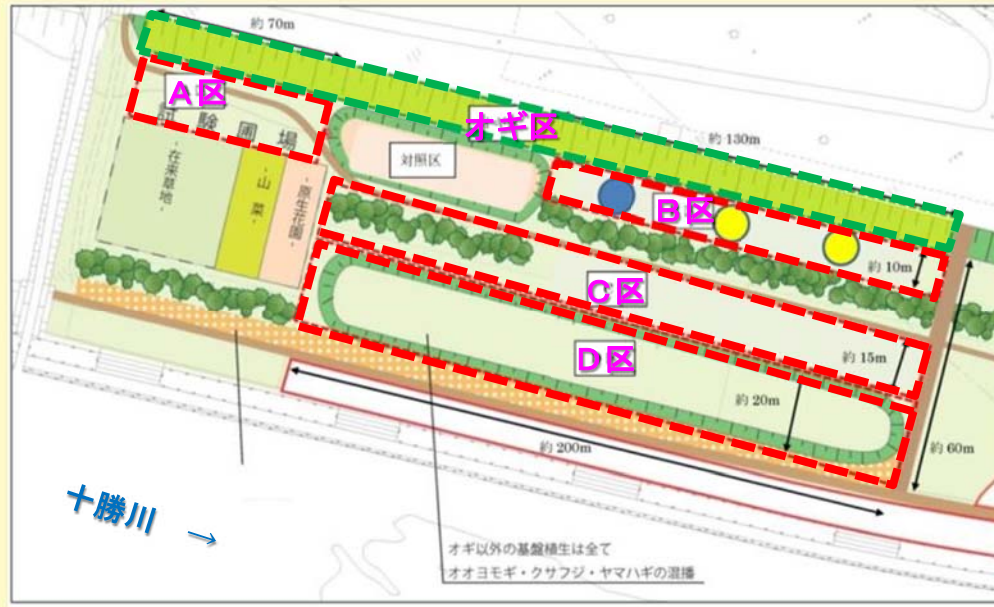 約 70m
A区
試験圃場
オギ区
約 130m
対照区
・在来草地・
・山菜・
・原生花園・
B区
約 10m
C区
約 15m
D区
約 20m
約 200m
約 60m
十勝川 →
オギ以外の基盤植生は全て
オオヨモギ・クサフジ・ヤマハギの混播